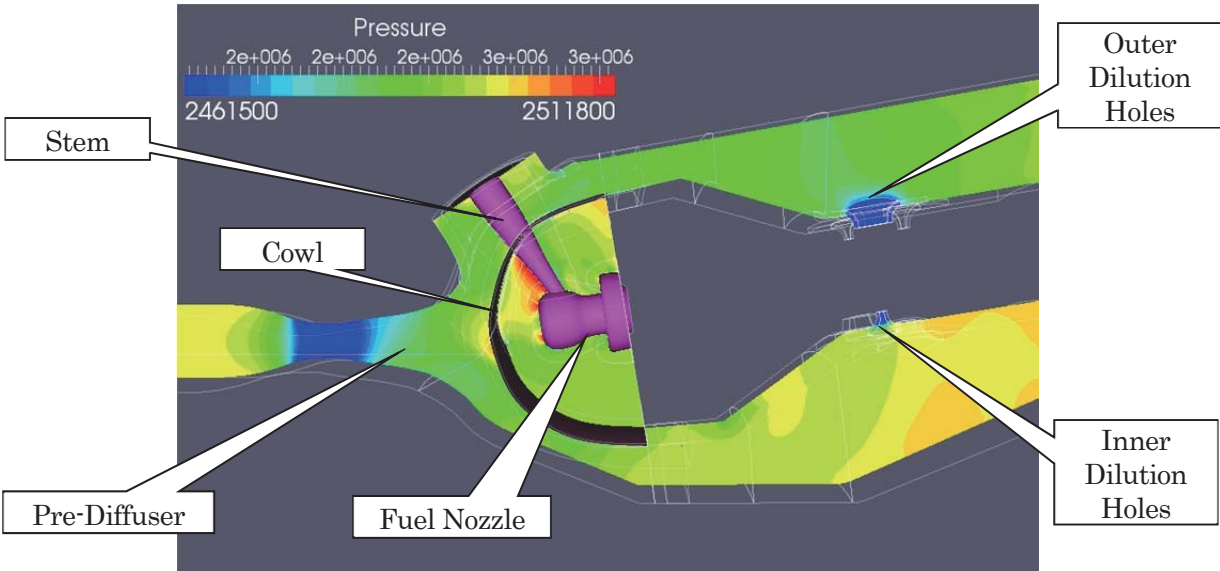 Pressure
2e+006 2e+006 2e+006 3e+006 3e+006
2461500 2511800
Outer
Dilution
Holes
Stem
Cowl
Pre-Diffuser
Fuel Nozzle
Inner
Dilution
Holes